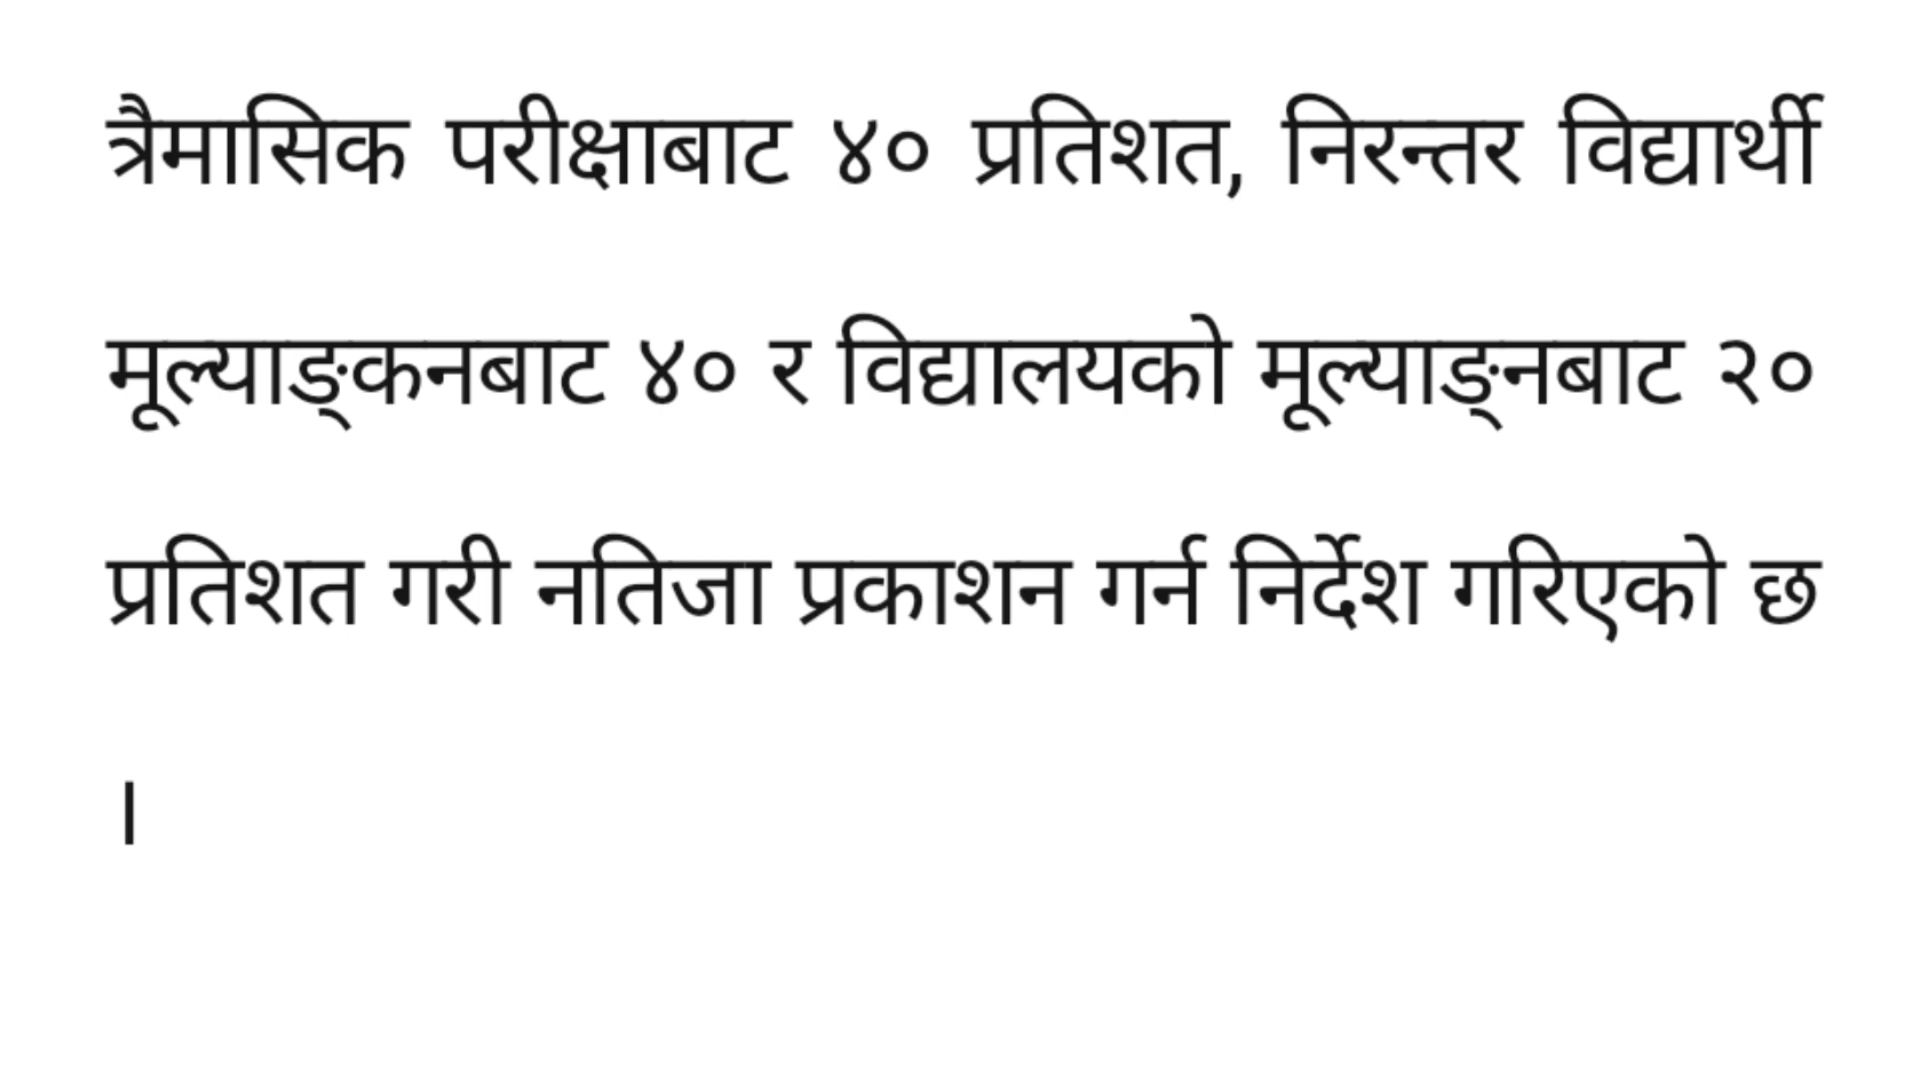 त्रैमासिक परीक्षाबाट ४० प्रतिशत, निरन्तर विद्यार्थी
मूल्याङ्कनबाट ४० र विद्यालयको मूल्याङ्नबाट २०
प्रतिशत गरी नतिजा प्रकाशन गर्न निर्देश गरिएको छ
।